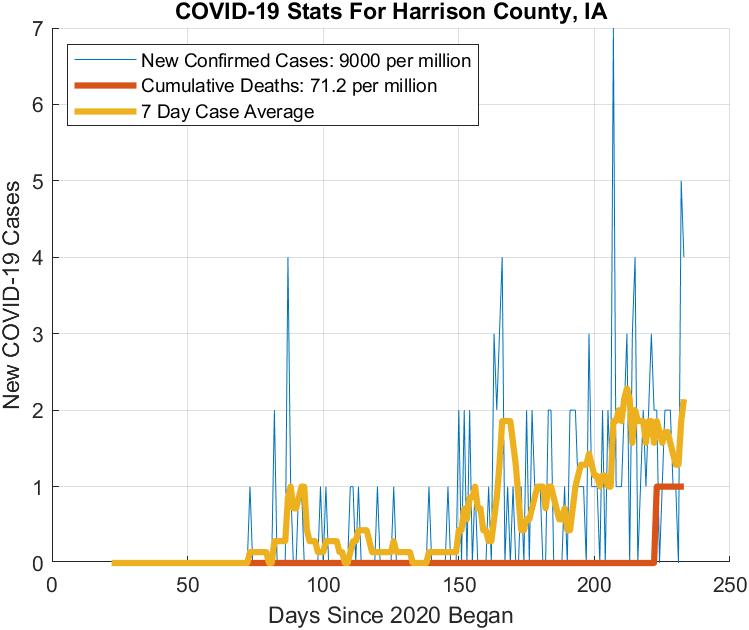 COVID-19 Stats For Harrison County, IA
New Confirmed Cases: 9000 per million
Cumulative Deaths: 71.2 per million
7 Day Case Average
New COVID-19 Cases
7
6
5
4
3
2
1
0
0 50 100 150 200 250
Days Since 2020 Began